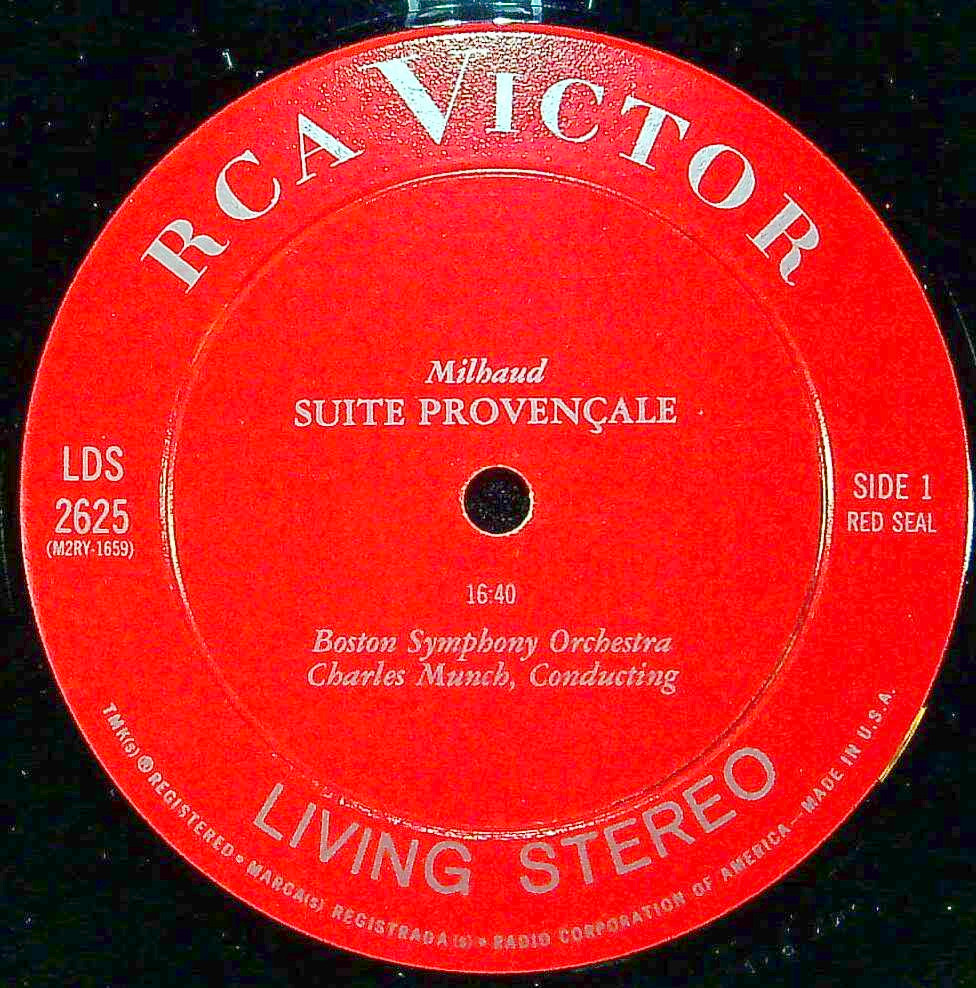 RCA VICTOR
Milhaud
SUITE PROVENÇALE
LDS
2625
(M2RY-1659)
SIDE 1
RED SEAL
16:40
Boston Symphony Orchestra
Charles Munch, Conducting
LIVING STEREO
TMK(s) ® REGISTERED • MARCA(s) REGISTRADA(s) • RADIO CORPORATION OF AMERICA—MADE IN U.S.A.